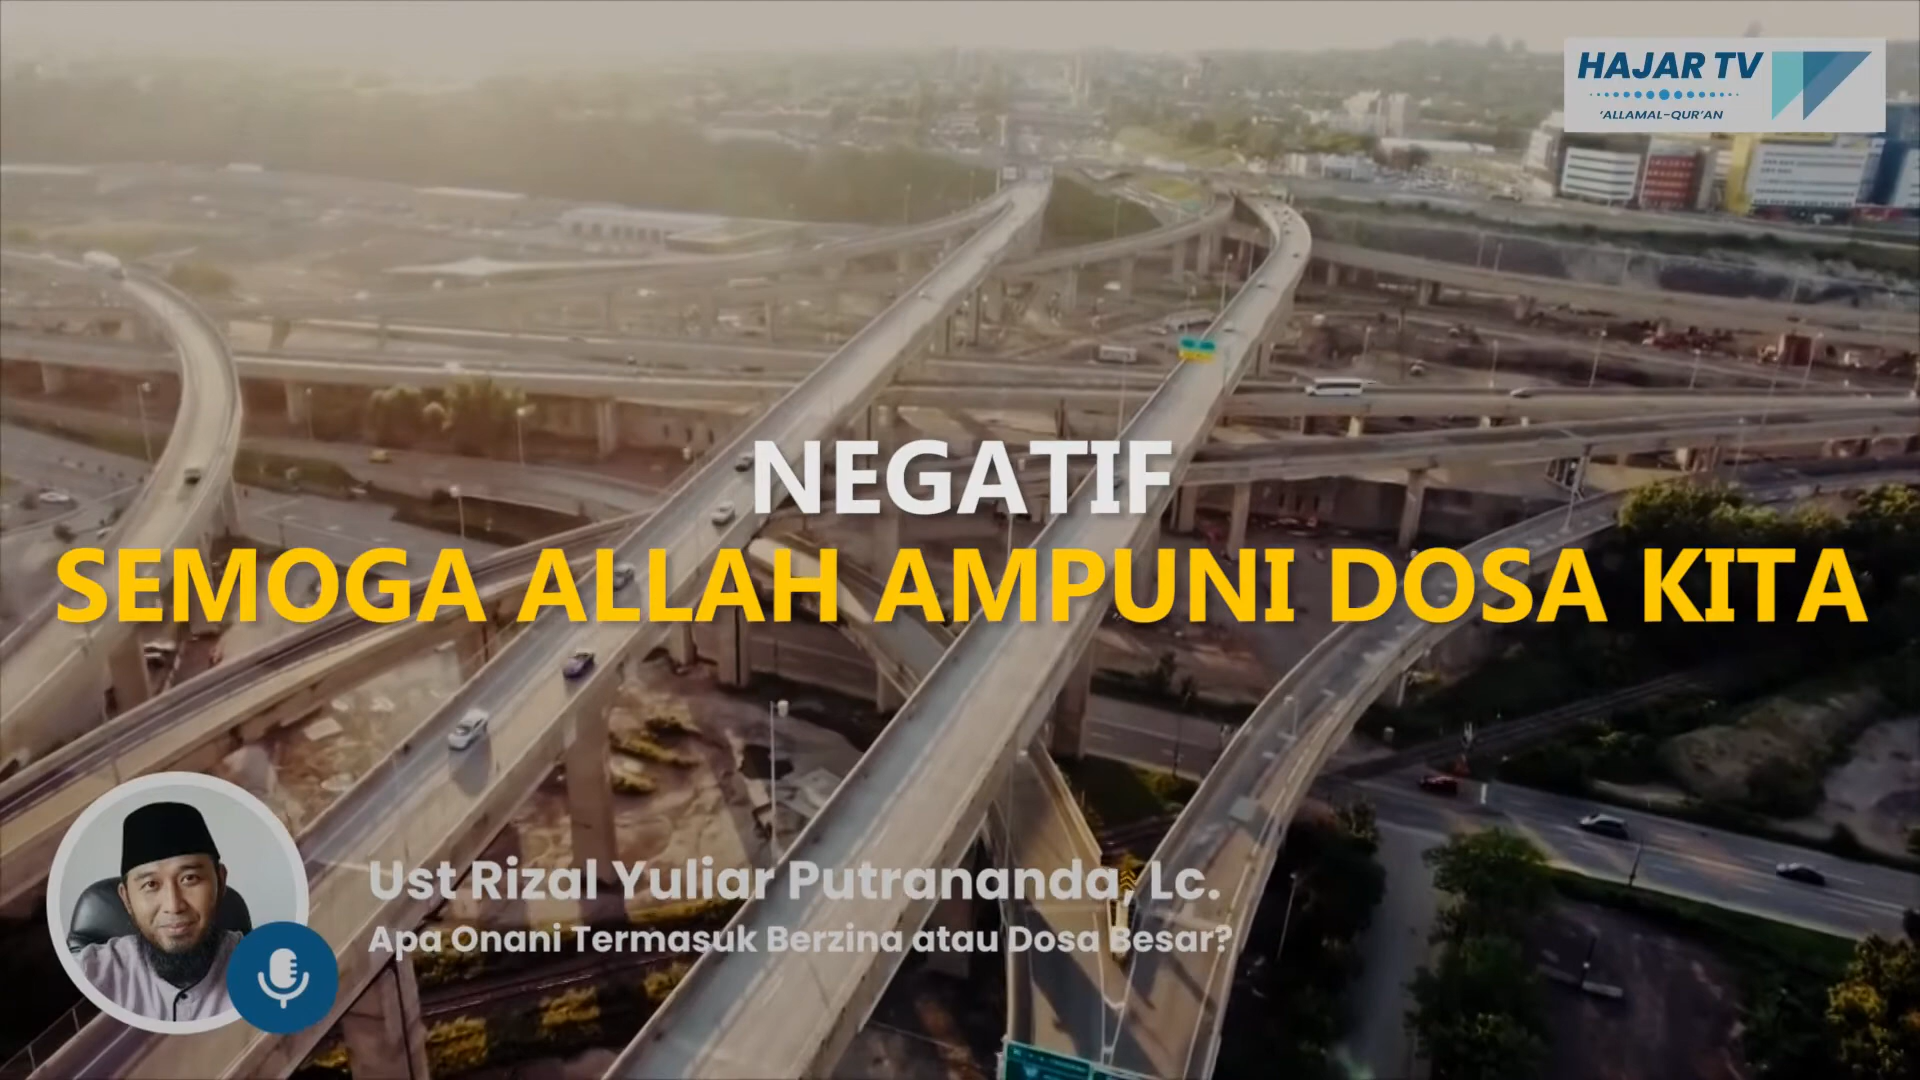 HAJAR TV
'ALLAMAL-QUR'AN
NEGATIF
SEMOGA ALLAH AMPUNI DOSA KITA
Ust Rizal Yuliar Putrananda, Lc.
Apa Onani Termasuk Berzina atau Dosa Besar?